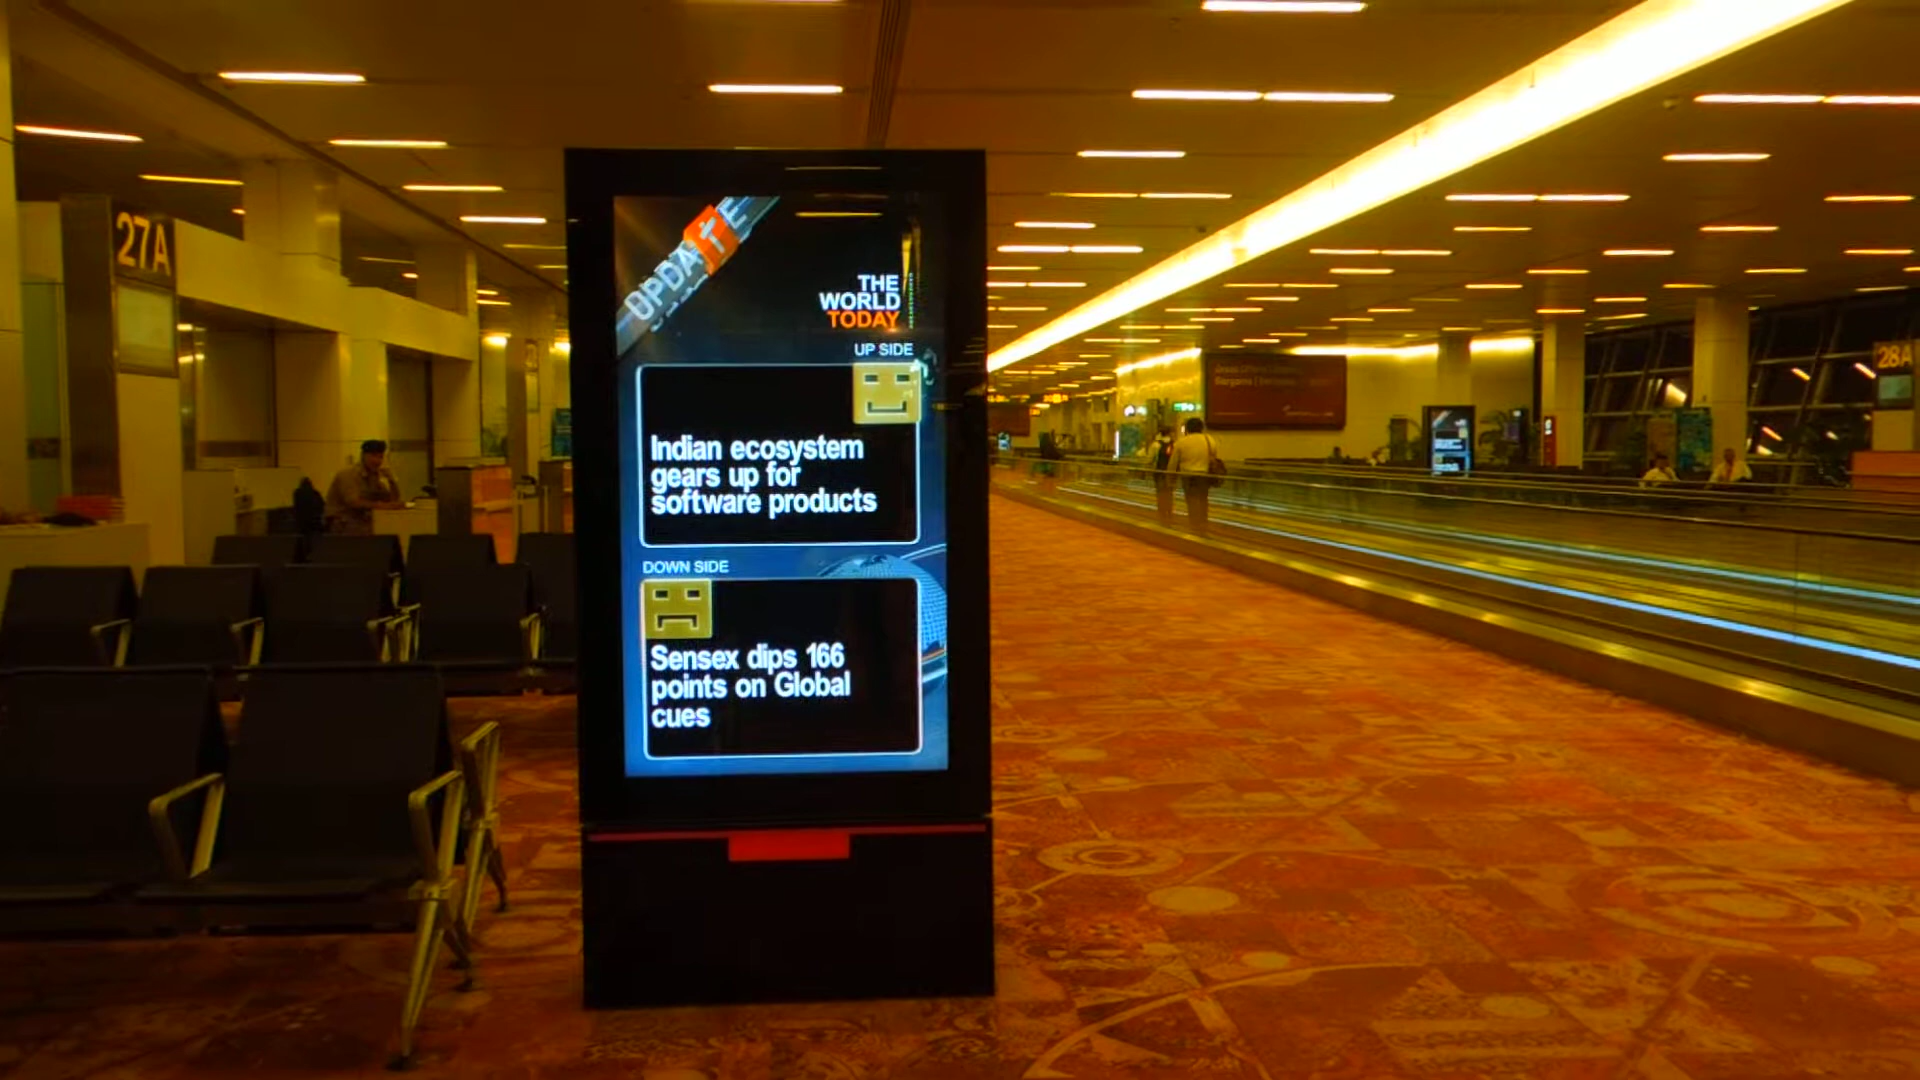 27A
UPDATE
THE
WORLD
TODAY
UP SIDE
Indian ecosystem
gears up for
software products
DOWN SIDE
Sensex dips 166
points on Global
cues
28A